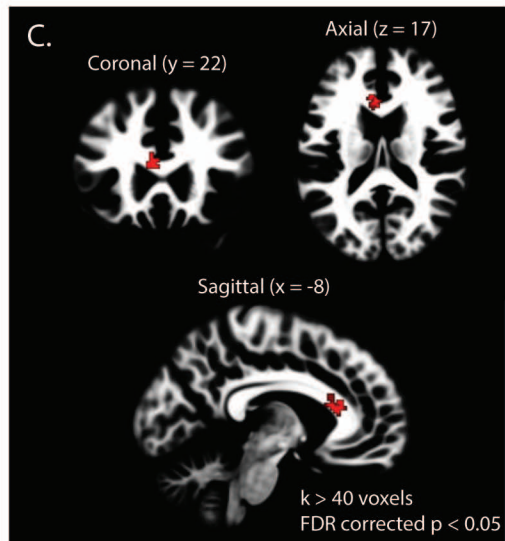 C.
Coronal (y = 22)
Axial (z = 17)
Sagittal (x = -8)
k > 40 voxels
FDR corrected p < 0.05